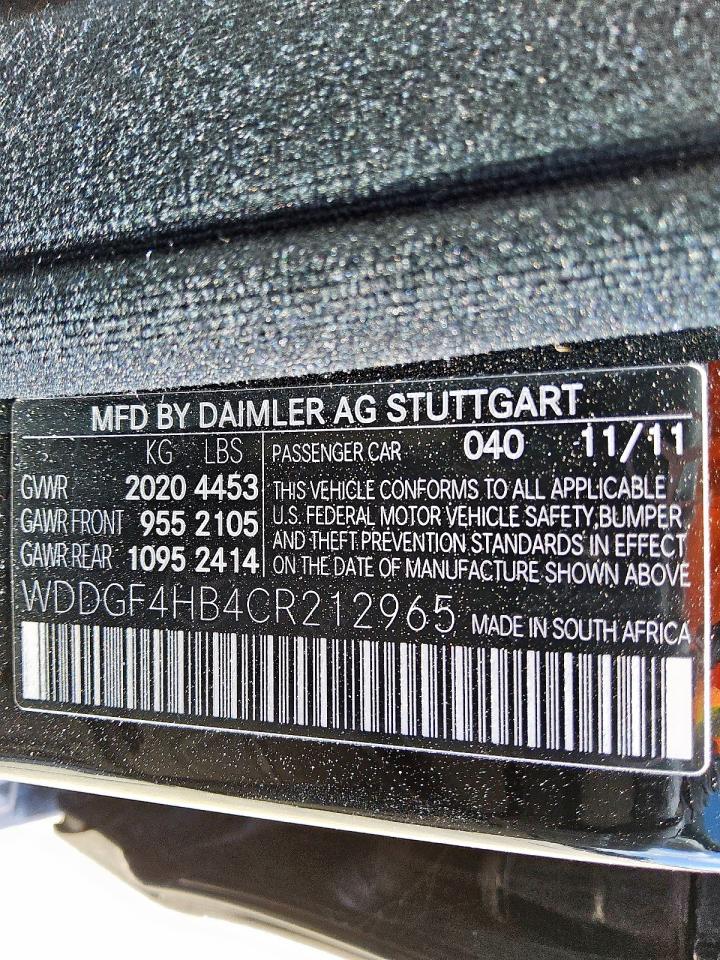 MFD BY DAIMLER AG STUTTGART
KG LBS
GVWR 2020 4453
GAWR FRONT 955 2105
GAWR REAR 1095 2414
PASSENGER CAR 040 11/11
THIS VEHICLE CONFORMS TO ALL APPLICABLE
U.S. FEDERAL MOTOR VEHICLE SAFETY,BUMPER,
AND THEFT PREVENTION STANDARDS IN EFFECT
ON THE DATE OF MANUFACTURE SHOWN ABOVE
WDDGF4HB4CR212965 MADE IN SOUTH AFRICA